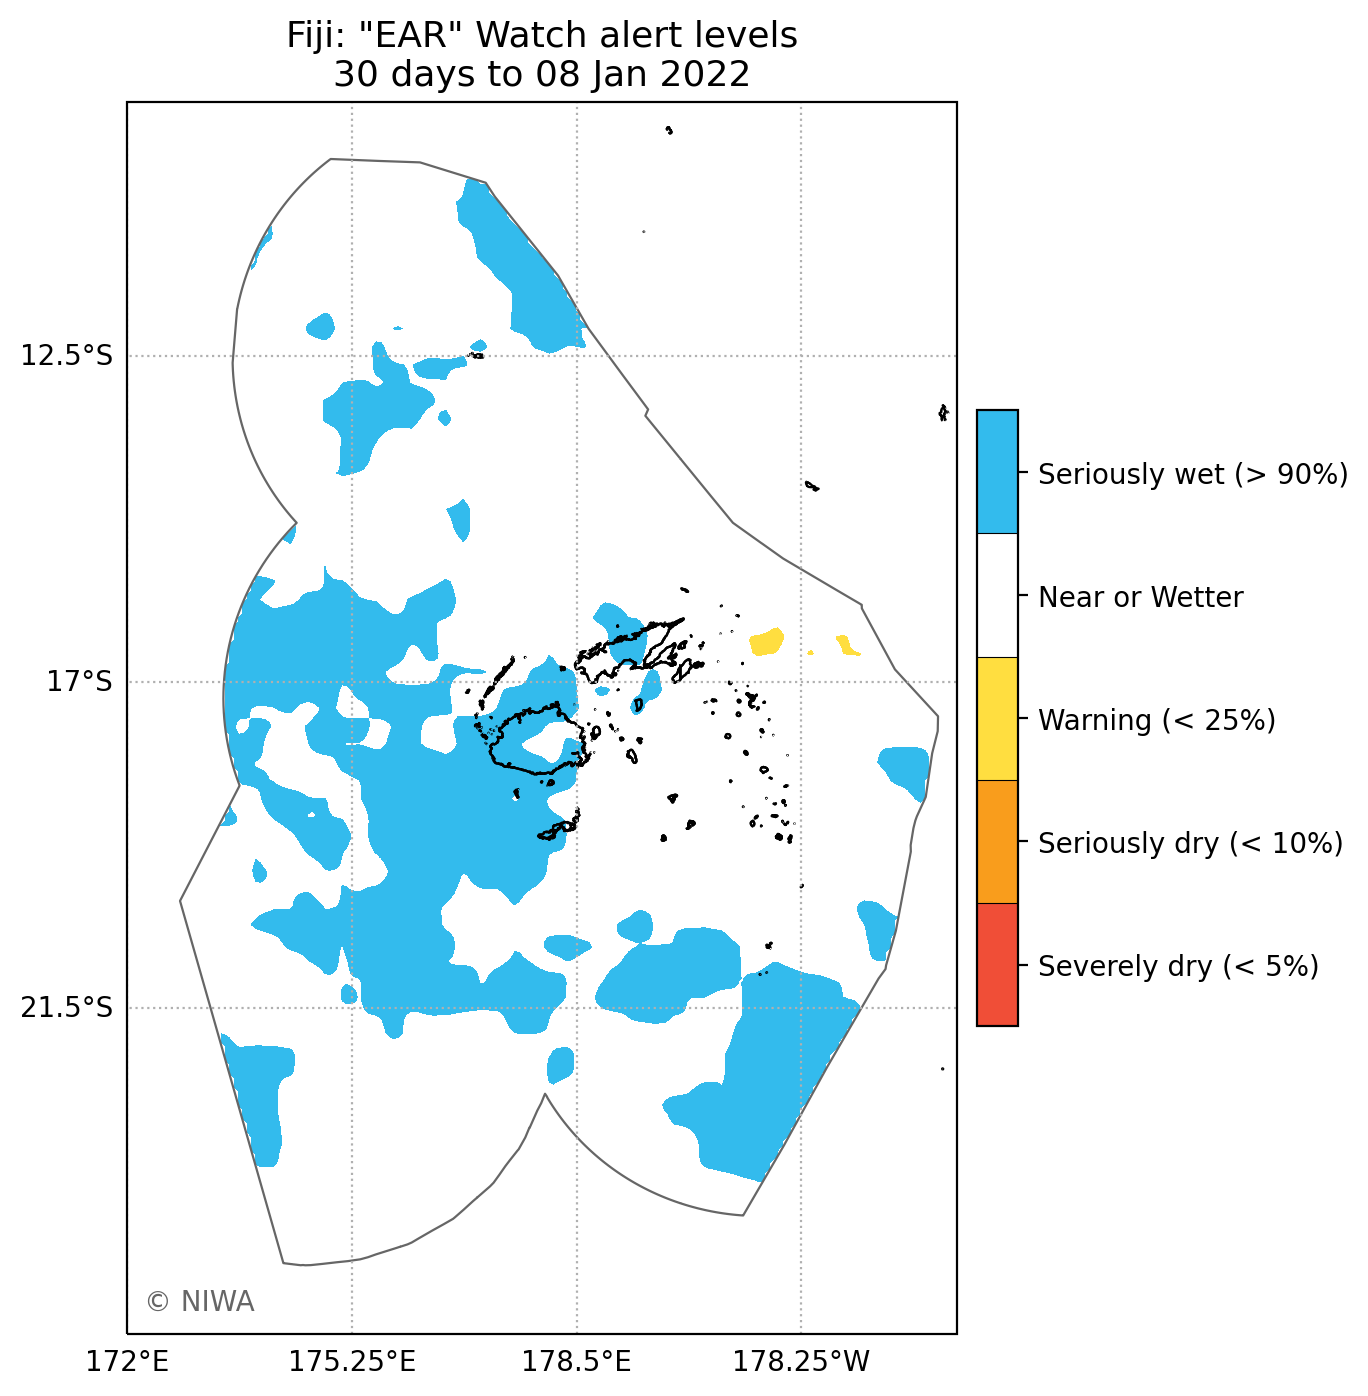 Fiji: "EAR" Watch alert levels
30 days to 08 Jan 2022
12.5°S
17°S
21.5°S
172°E
175.25°E
178.5°E
178.25°W
Seriously wet (> 90%)
Near or Wetter
Warning (< 25%)
Seriously dry (< 10%)
Severely dry (< 5%)
© NIWA